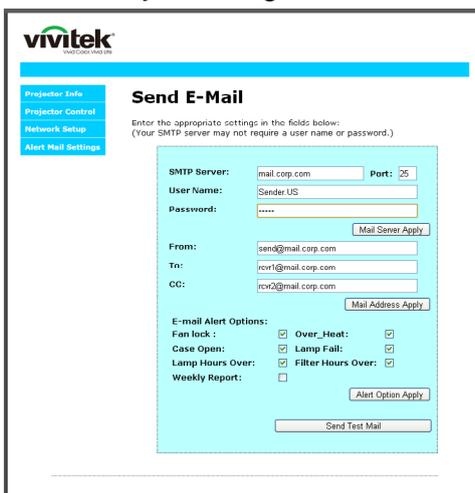 vivitek
Vivid Color, Vivid Life
Projector Info
Projector Control
Network Setup
Alert Mail Settings
Send E-Mail
Enter the appropriate settings in the fields below:
(Your SMTP server may not require a user name or password.)
SMTP Server: mail.corp.com Port: 25
User Name: Sender.US
Password: •••••
Mail Server Apply
From: send@mail.corp.com
To: rcvr1@mail.corp.com
CC: rcvr2@mail.corp.com
Mail Address Apply
E-mail Alert Options:
Fan lock : Over_Heat:
Case Open: Lamp Fail:
Lamp Hours Over: Filter Hours Over:
Weekly Report:
Alert Option Apply
Send Test Mail